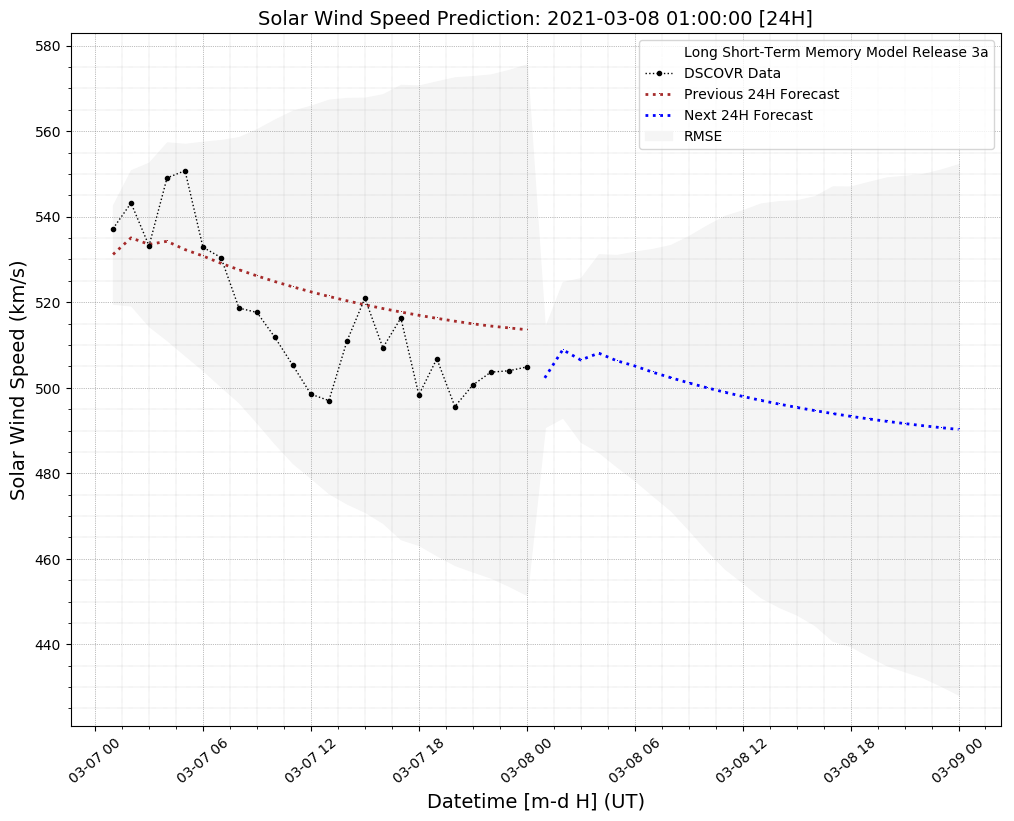 Solar Wind Speed Prediction: 2021-03-08 01:00:00 [24H]
Long Short-Term Memory Model Release 3a
DSCOVR Data
Previous 24H Forecast
Next 24H Forecast
RMSE
Solar Wind Speed (km/s)
580
560
540
520
500
480
460
440
03-07 00
03-07 06
03-07 12
03-07 18
03-08 00
03-08 06
03-08 12
03-08 18
03-09 00
Datetime [m-d H] (UT)